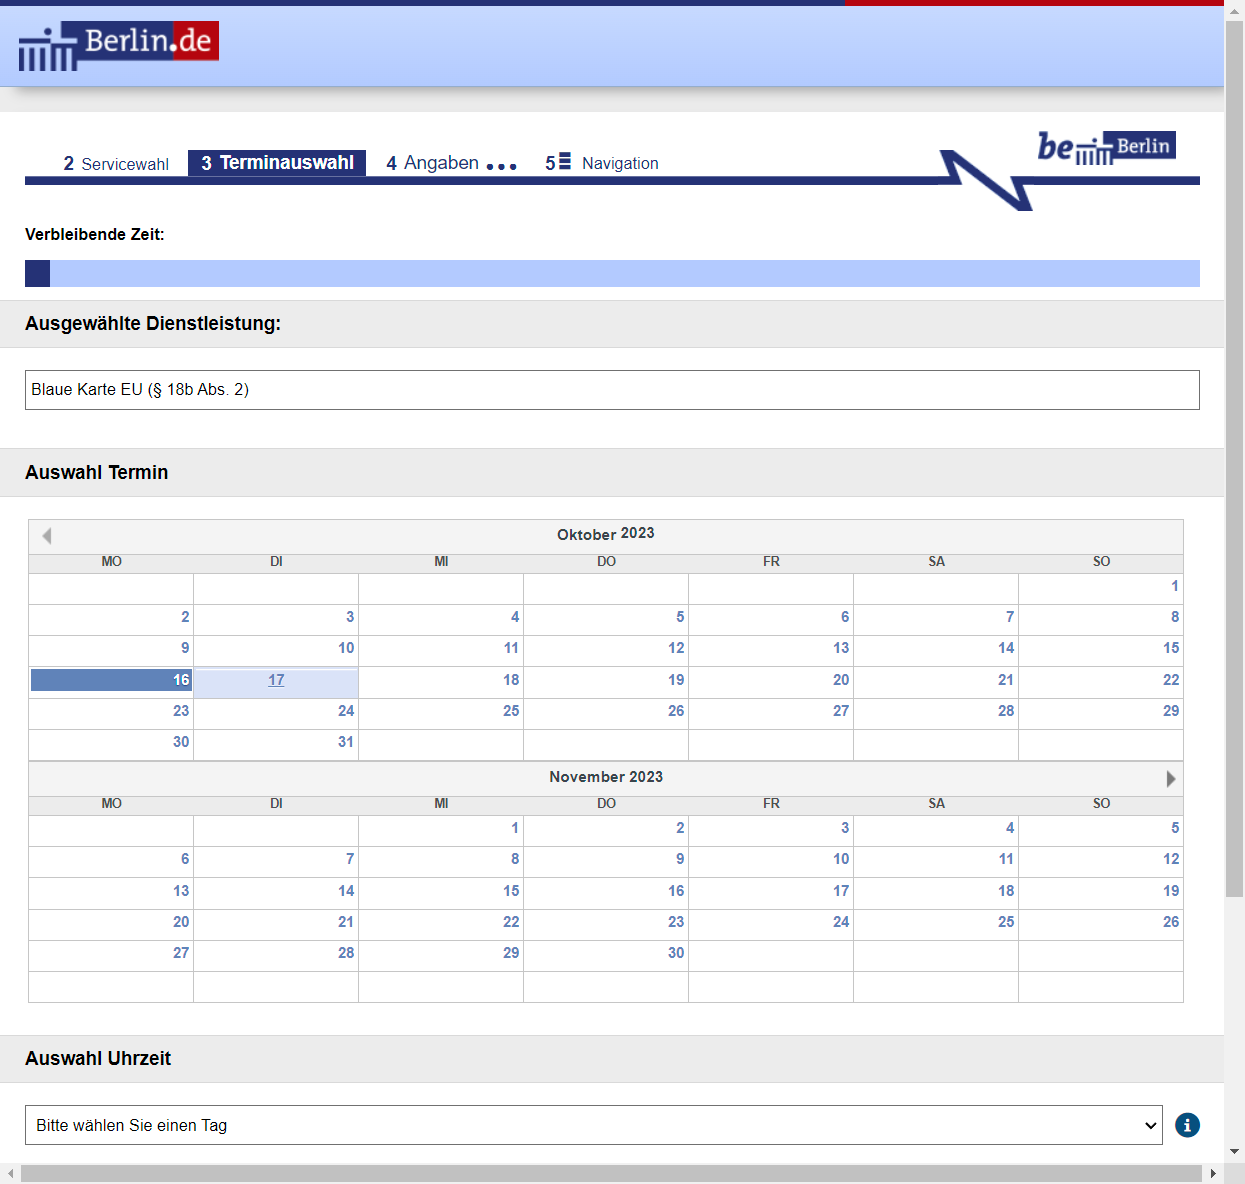 Berlin.de
be Berlin
2 Servicewahl 3 Terminauswahl 4 Angaben 5 Navigation
Verbleibende Zeit:
Ausgewählte Dienstleistung:
Blaue Karte EU (§ 18b Abs. 2)
Auswahl Termin
Oktober 2023
MO DI MI DO FR SA SO
1
2 3 4 5 6 7 8
9 10 11 12 13 14 15
16 17 18 19 20 21 22
23 24 25 26 27 28 29
30 31
November 2023
MO DI MI DO FR SA SO
1 2 3 4 5
6 7 8 9 10 11 12
13 14 15 16 17 18 19
20 21 22 23 24 25 26
27 28 29 30
Auswahl Uhrzeit
Bitte wählen Sie einen Tag